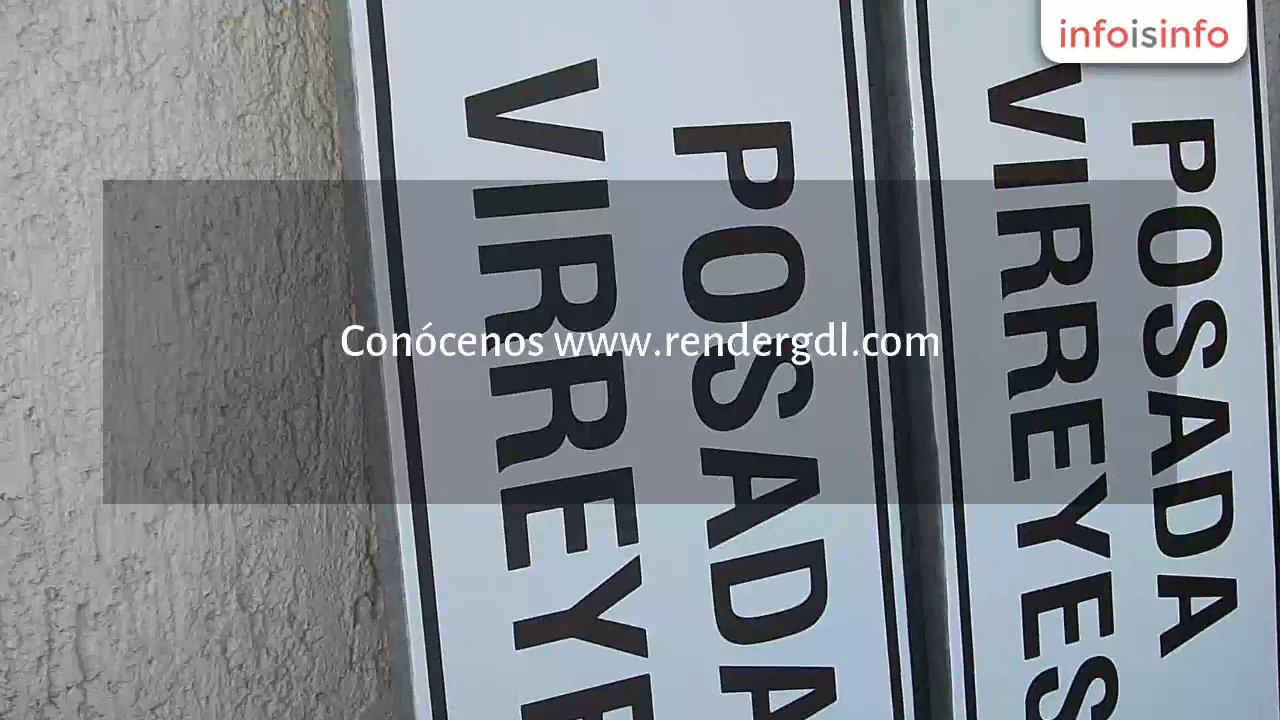 infoisinfo
Conócenos www.rendergdl.com
POSADA
VIRREYE
POSADA
VIRREYES